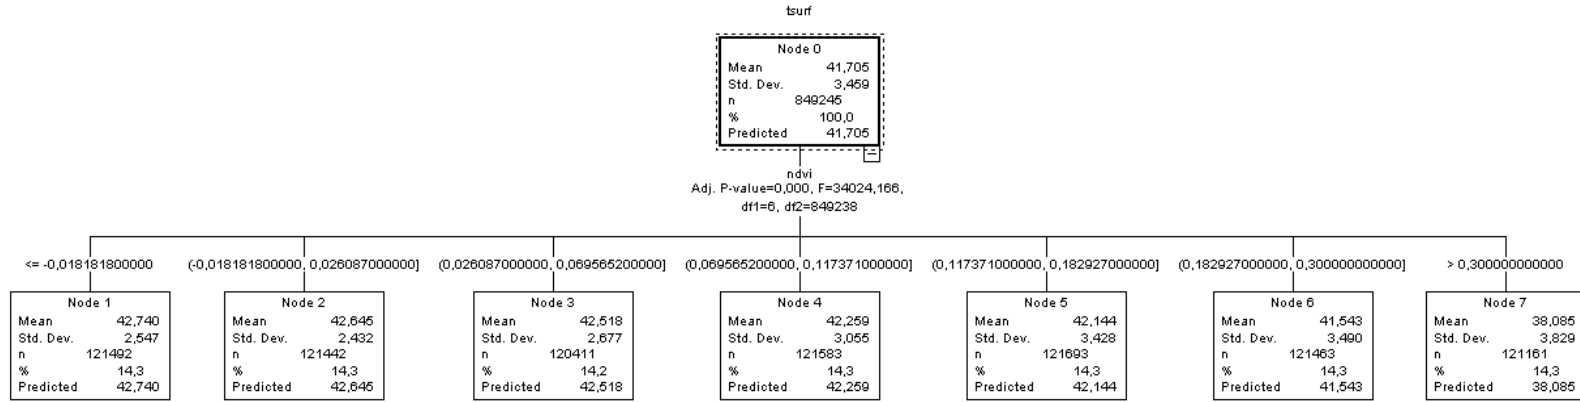 tsurf
Node 0
Mean 41,705
Std. Dev. 3,459
n 849245
% 100,0
Predicted 41,705
ndvi
Adj. P-value=0,000, F=34024,166,
df1=6, df2=849238
<= -0,018181800000
(-0,018181800000, 0,026087000000]
(0,026087000000, 0,069565200000]
(0,069565200000, 0,117371000000]
(0,117371000000, 0,182927000000]
(0,182927000000, 0,300000000000]
> 0,300000000000
Node 1
Mean 42,740
Std. Dev. 2,547
n 121492
% 14,3
Predicted 42,740
Node 2
Mean 42,645
Std. Dev. 2,432
n 121442
% 14,3
Predicted 42,645
Node 3
Mean 42,518
Std. Dev. 2,677
n 120411
% 14,2
Predicted 42,518
Node 4
Mean 42,259
Std. Dev. 3,055
n 121583
% 14,3
Predicted 42,259
Node 5
Mean 42,144
Std. Dev. 3,428
n 121693
% 14,3
Predicted 42,144
Node 6
Mean 41,543
Std. Dev. 3,490
n 121463
% 14,3
Predicted 41,543
Node 7
Mean 38,085
Std. Dev. 3,829
n 121161
% 14,3
Predicted 38,085